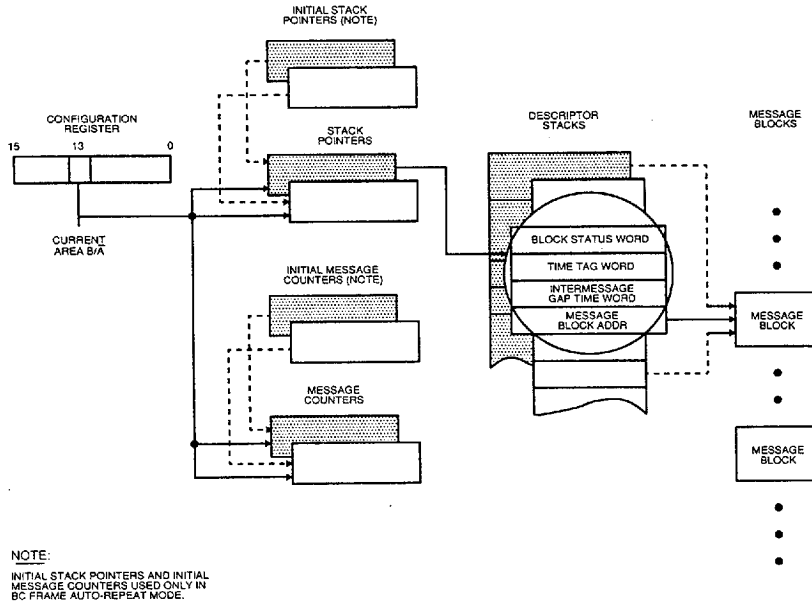 INITIAL STACK
POINTERS (NOTE)
CONFIGURATION
REGISTER
15 13 0
CURRENT
AREA B/A̅
STACK
POINTERS
INITIAL MESSAGE
COUNTERS (NOTE)
MESSAGE
COUNTERS
DESCRIPTOR
STACKS
BLOCK STATUS WORD
TIME TAG WORD
INTERMESSAGE
GAP TIME WORD
MESSAGE
BLOCK ADDR
MESSAGE
BLOCKS
MESSAGE
BLOCK
MESSAGE
BLOCK
NOTE:
INITIAL STACK POINTERS AND INITIAL
MESSAGE COUNTERS USED ONLY IN
BC FRAME AUTO-REPEAT MODE.